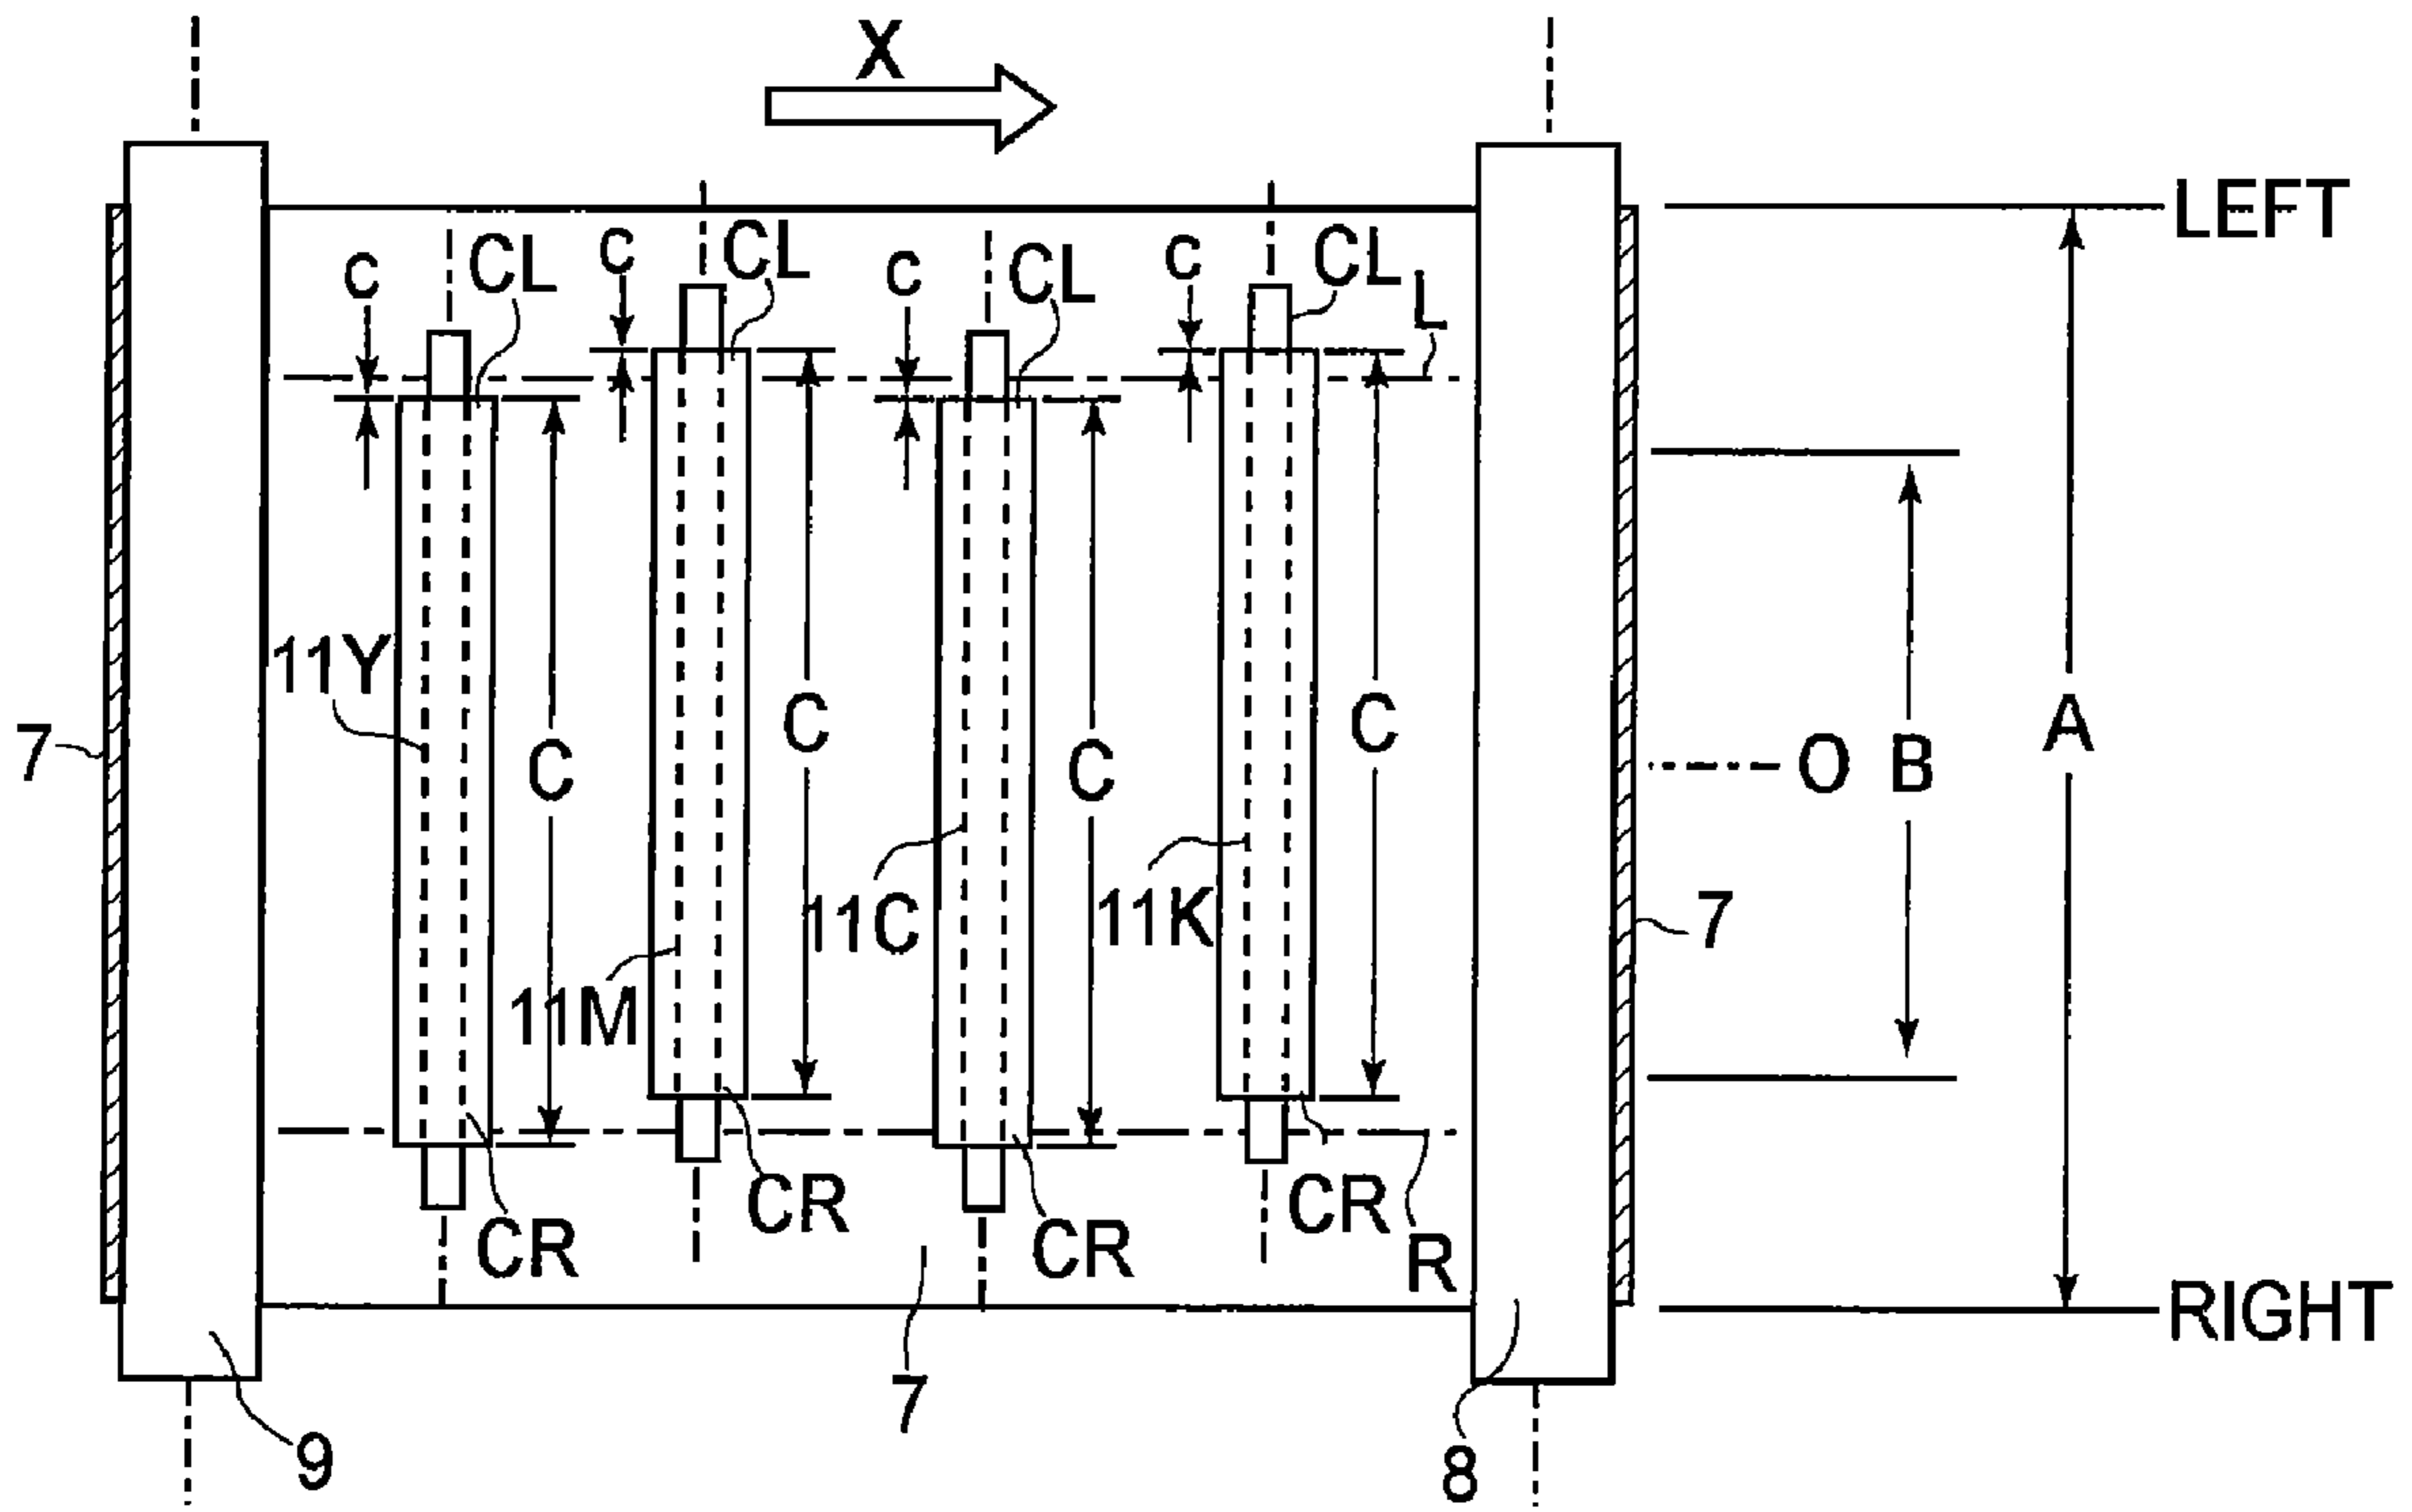 X
LEFT
c CL c CL c CL c CL L
11Y
7 C C C C O B A
11C 11K 7
11M
CR CR CR CR R
RIGHT
7
9 8